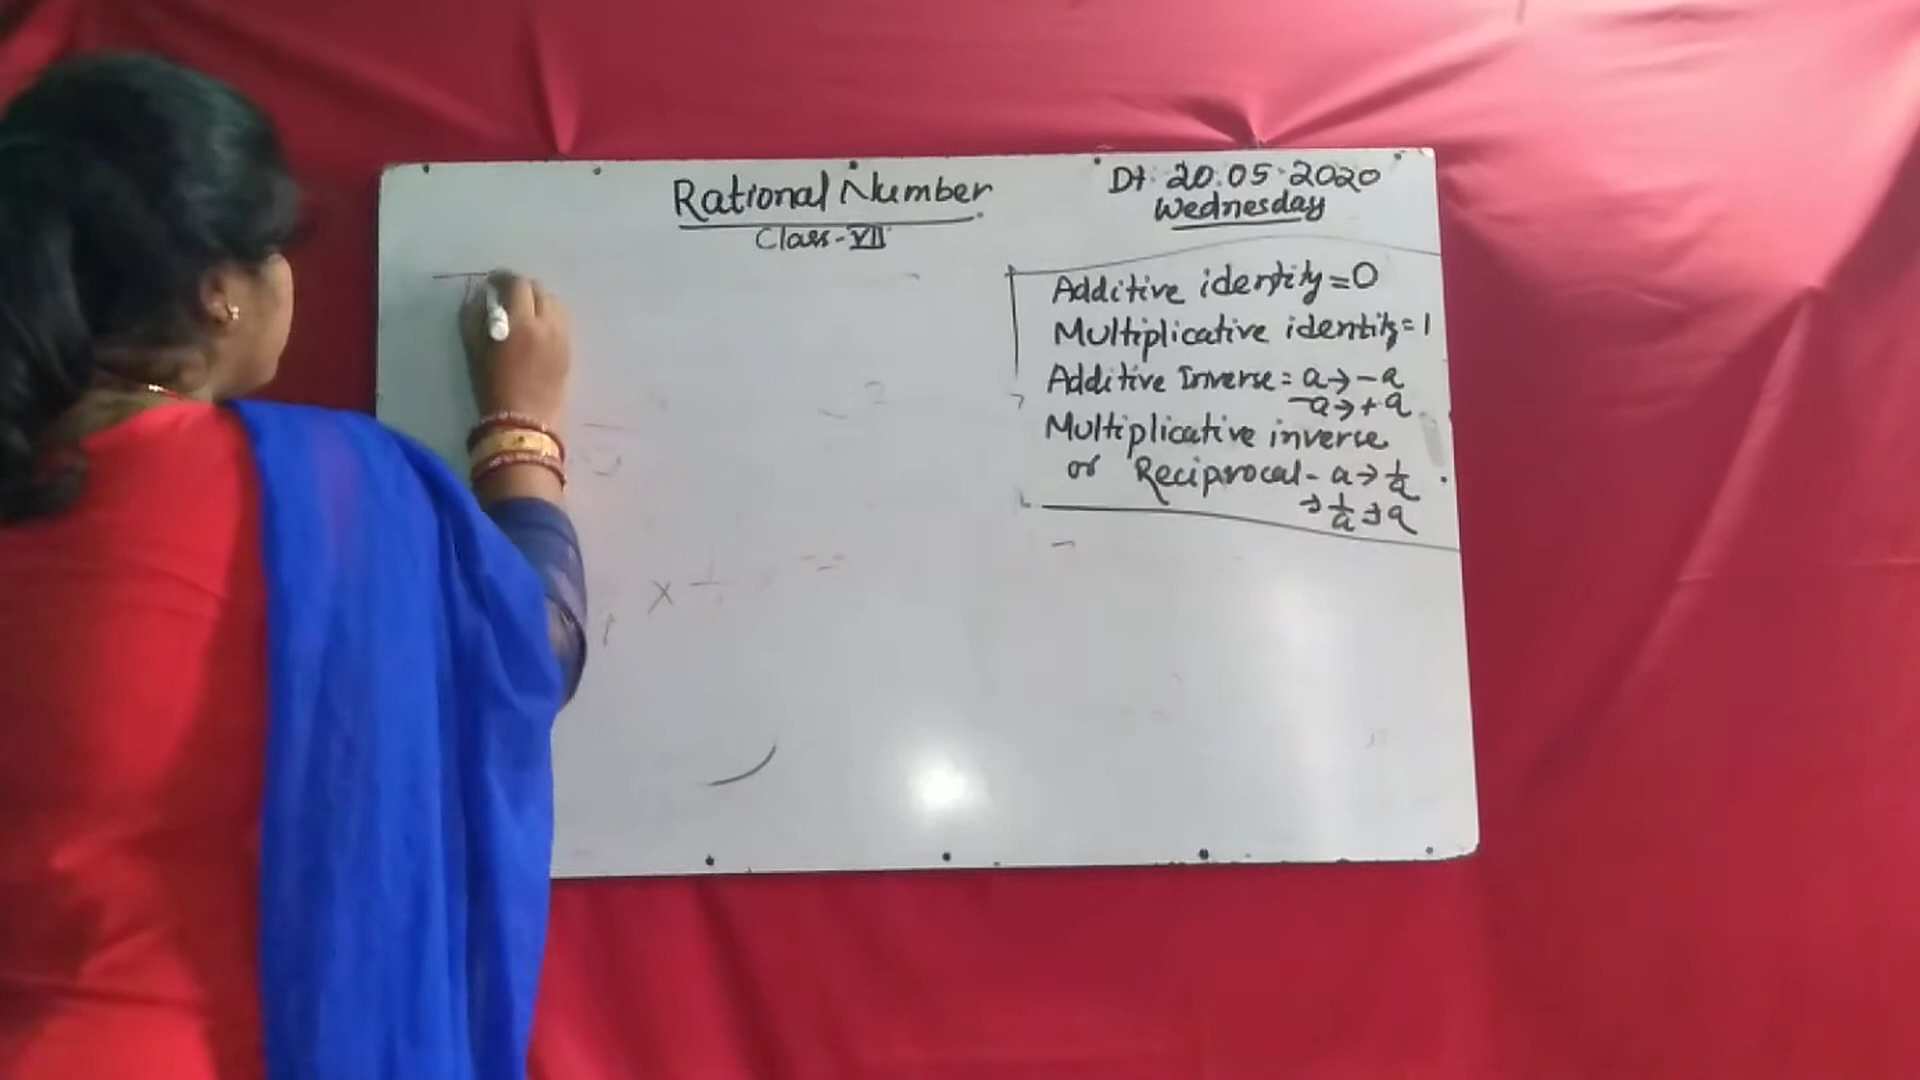 Rational Number
Class-VII
Dt. 20.05.2020
Wednesday
Additive identity = 0
Multiplicative identity = 1
Additive Inverse = a → -a
-a → +a
Multiplicative inverse
or Reciprocal - a → 1/a
→ 1/a → a